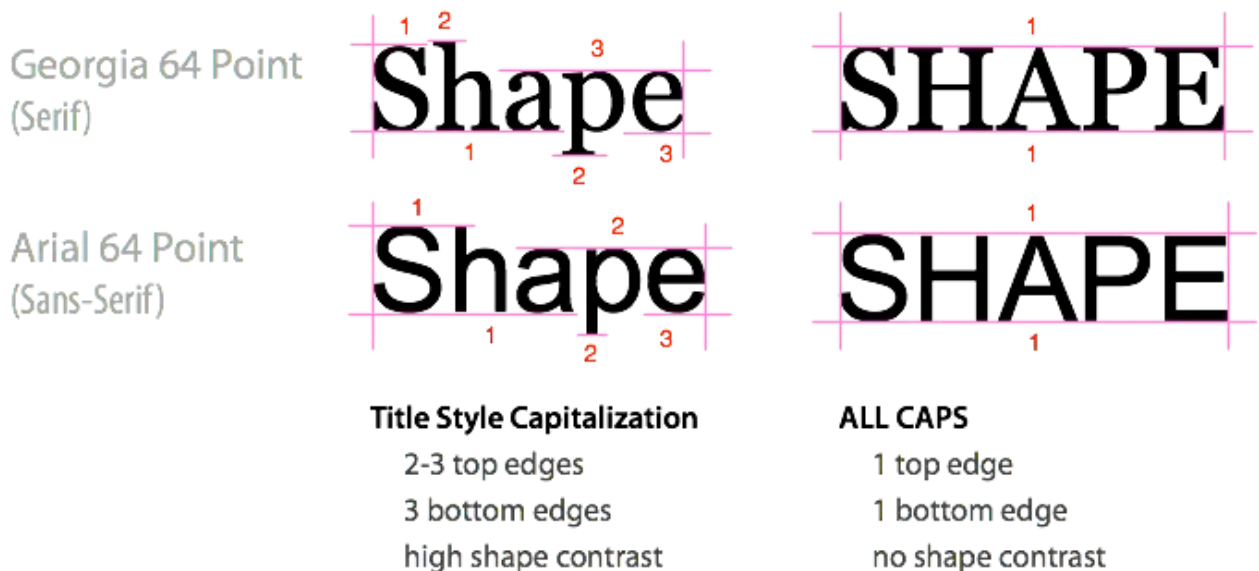 1 2 3 1
Georgia 64 Point Shape SHAPE
(Serif)
1 2 3 1
1 2 1
Arial 64 Point Shape SHAPE
(Sans-Serif)
1 2 3 1
Title Style Capitalization ALL CAPS
2-3 top edges 1 top edge
3 bottom edges 1 bottom edge
high shape contrast no shape contrast